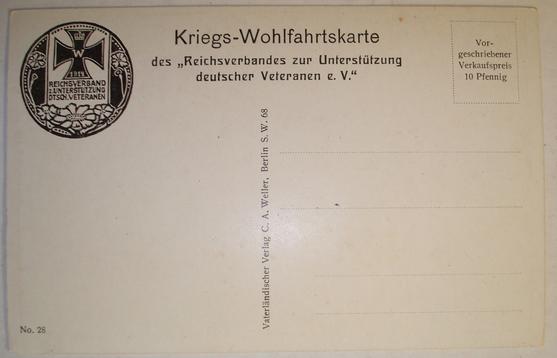 W
1914
REICHSVERBAND
Z. UNTERSTÜTZUNG
DTSCH. VETERANEN
Kriegs-Wohlfahrtskarte
des „Reichsverbandes zur Unterstützung
deutscher Veteranen e. V.“
Vor-
geschriebener
Verkaufspreis
10 Pfennig
Vaterländischer Verlag C. A. Weller, Berlin S. W. 68
No. 28